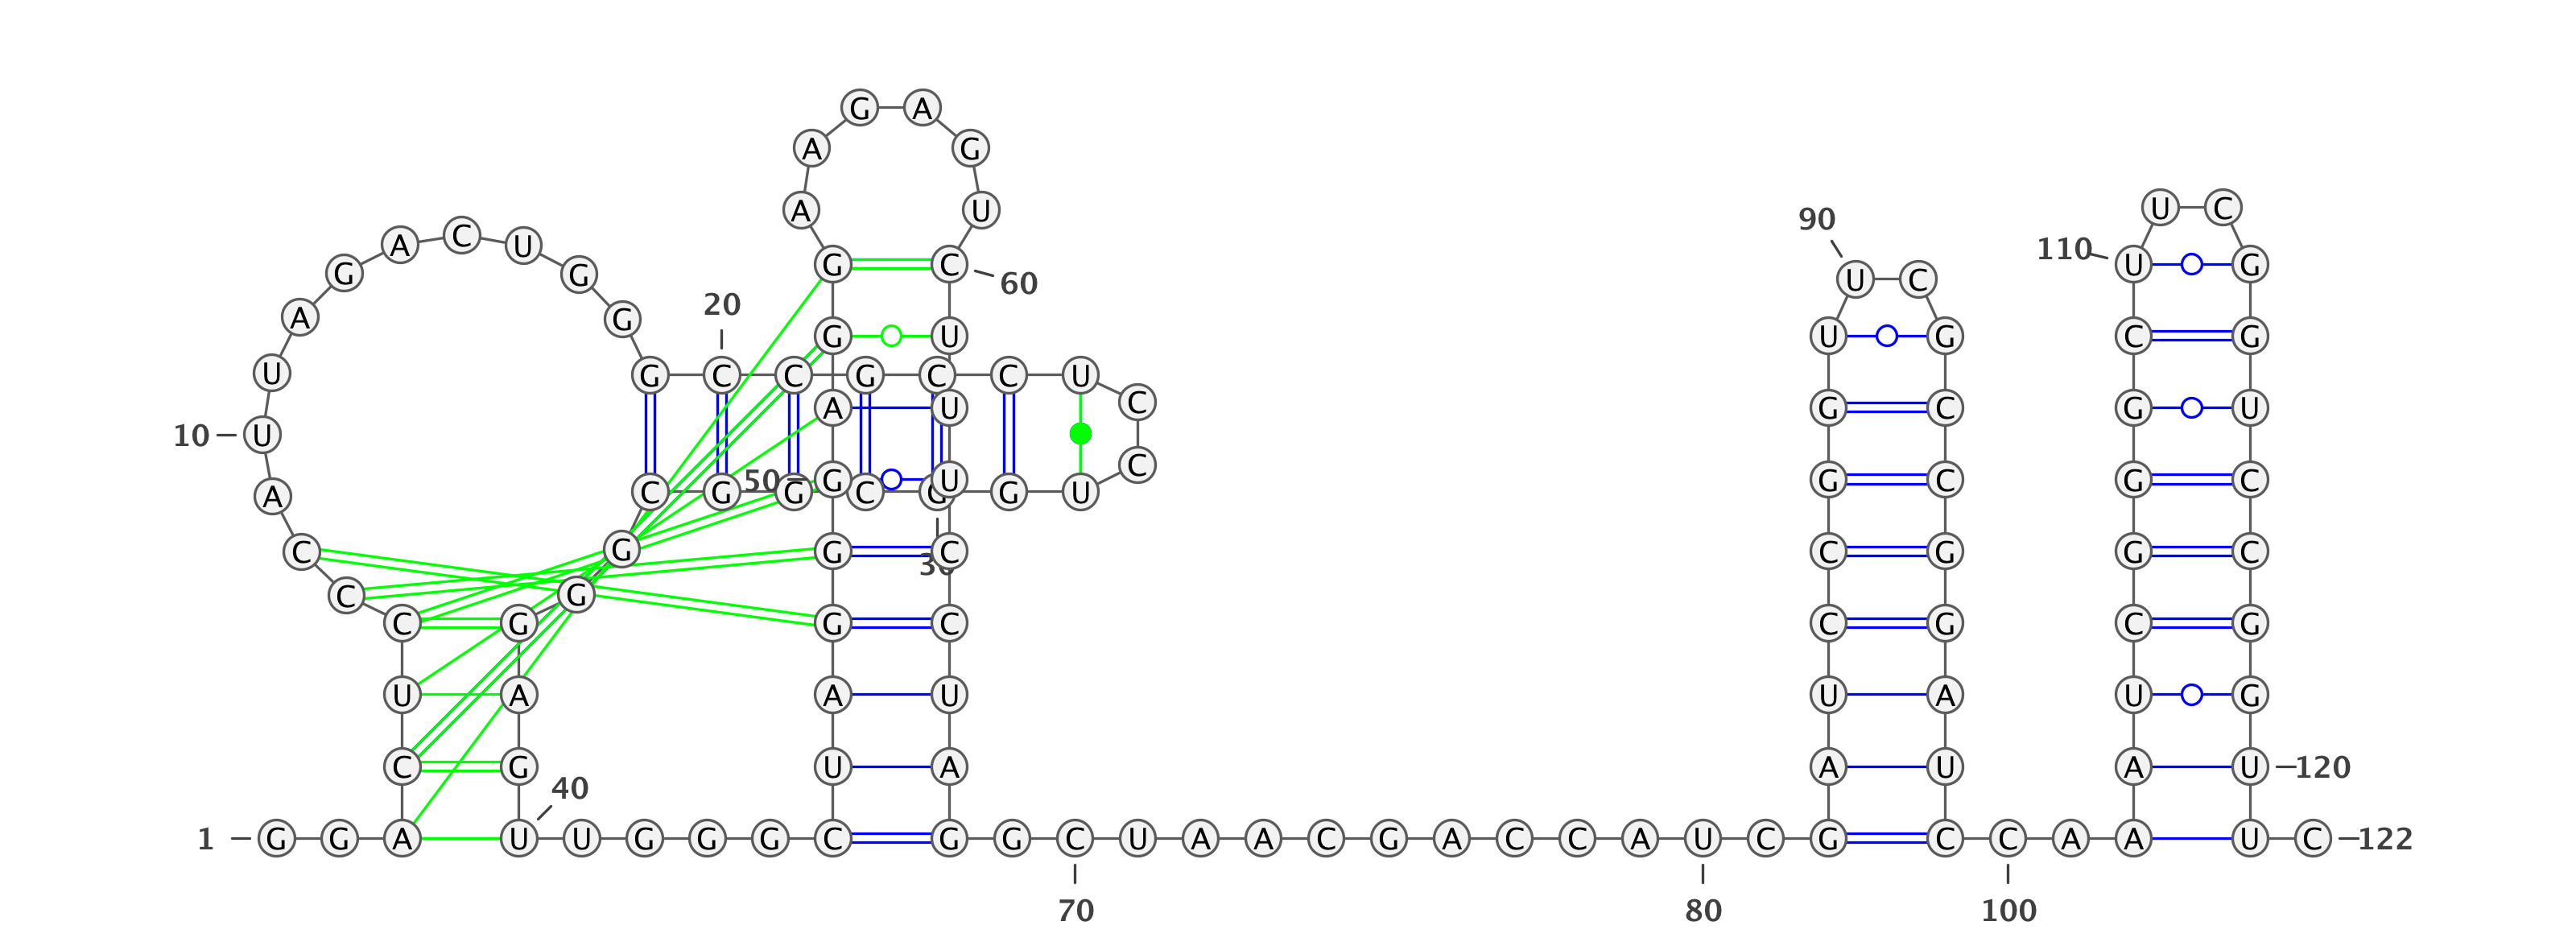 G A
A G
A U U C
90
A C U 110
G G G C U G
U C
60
20
A G
G U U G C G
U G C C G C C U
C
A U G C G U
10 U
C
50 G U G C G C
A C G G C G G U
C G G C C G G C
30
C G
C G G C C G C G
U A A U U A U G
C G U A A U A U 120
40
1 G G A U U G G G C G G C U A A C G A C C A U C G C C A A U C 122
70 80 100